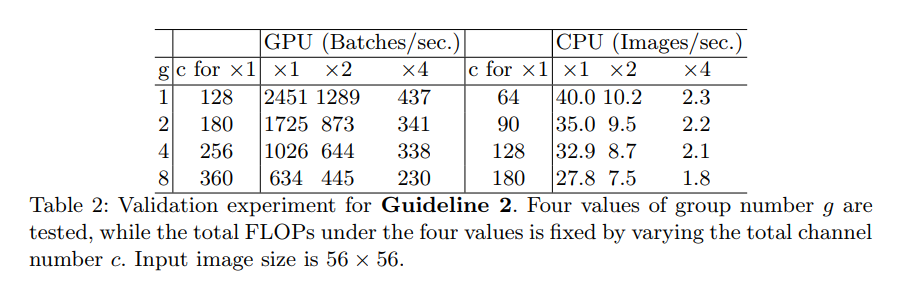 GPU (Batches/sec.) CPU (Images/sec.)
g c for ×1 ×1 ×2 ×4 c for ×1 ×1 ×2 ×4
1 128 2451 1289 437 64 40.0 10.2 2.3
2 180 1725 873 341 90 35.0 9.5 2.2
4 256 1026 644 338 128 32.9 8.7 2.1
8 360 634 445 230 180 27.8 7.5 1.8
Table 2: Validation experiment for Guideline 2. Four values of group number g are
tested, while the total FLOPs under the four values is fixed by varying the total channel
number c. Input image size is 56 × 56.